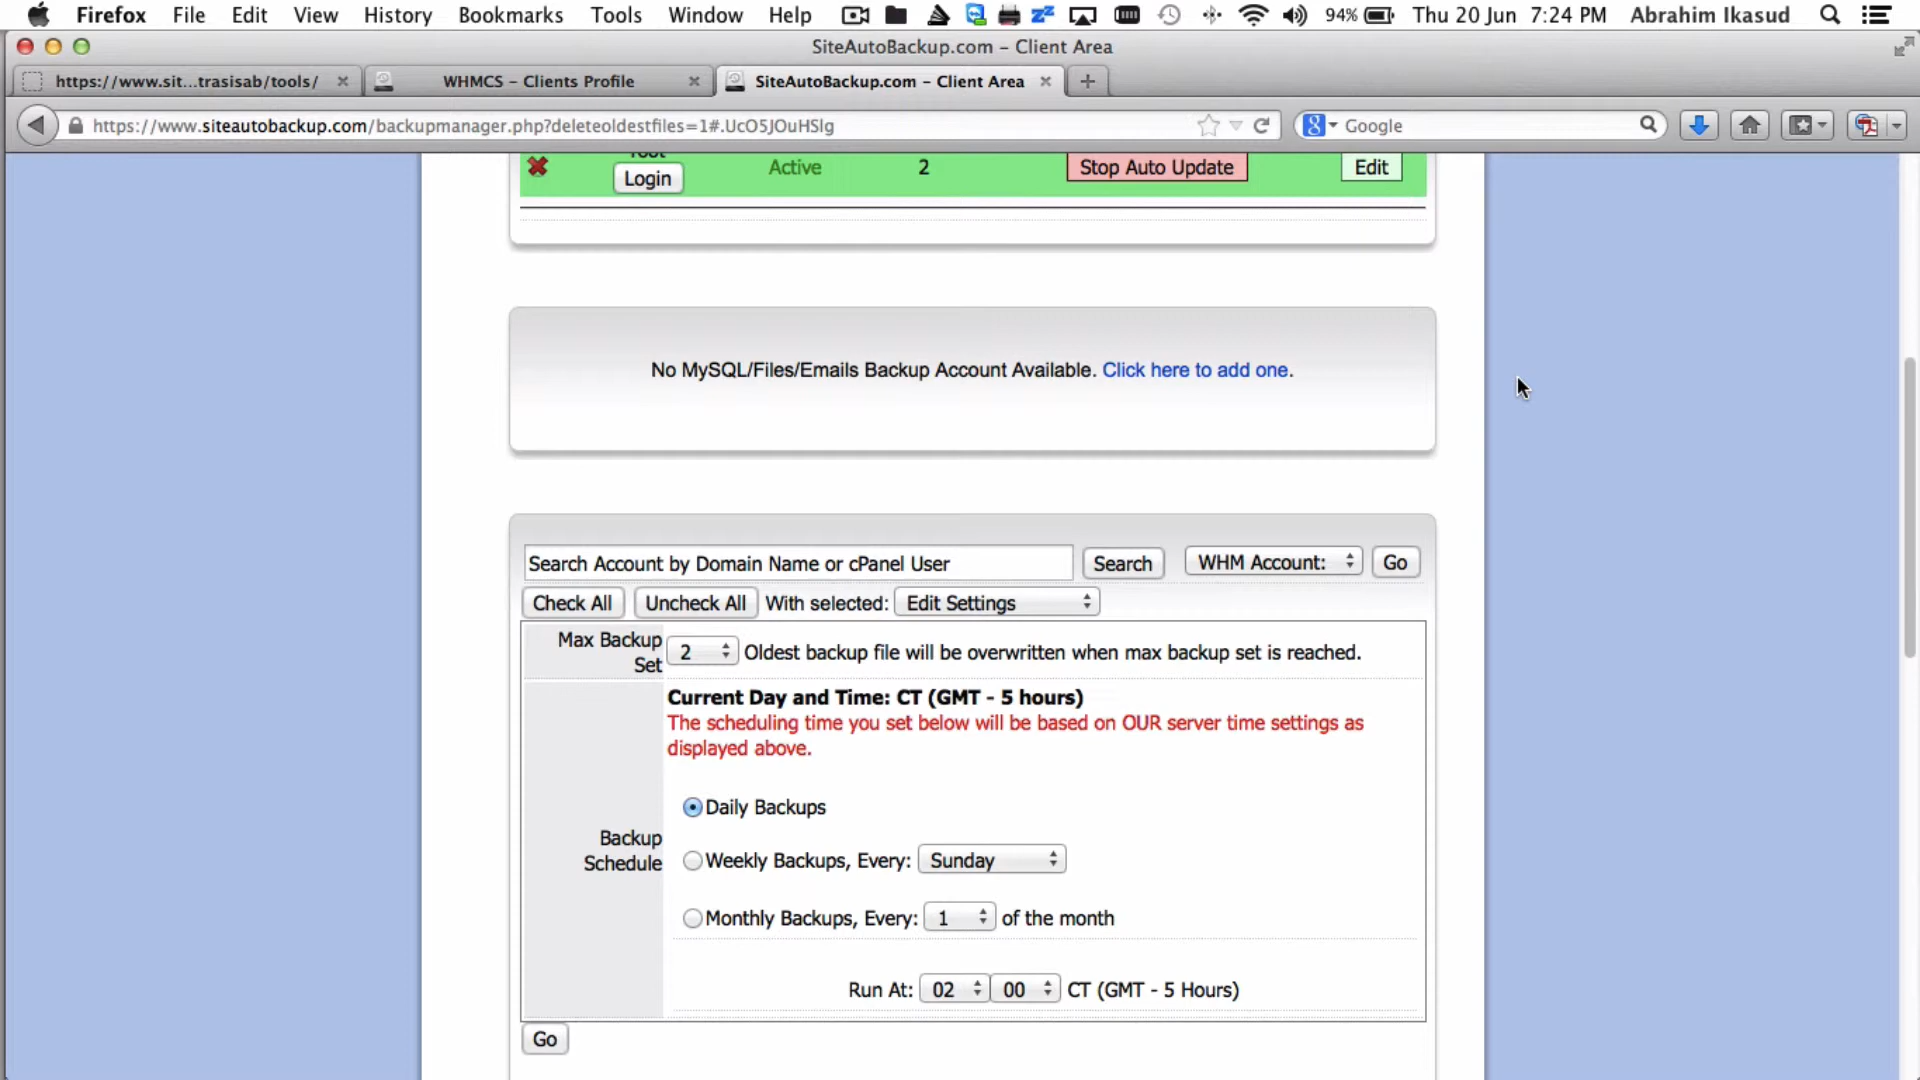 Firefox File Edit View History Bookmarks Tools Window Help 94% Thu 20 Jun 7:24 PM Abrahim Ikasud
SiteAutoBackup.com – Client Area
https://www.sit...trasisab/tools/ WHMCS – Clients Profile SiteAutoBackup.com – Client Area
https://www.siteautobackup.com/backupmanager.php?deleteoldestfiles=1#.UcO5JOuHSlg Google
root
Login Active 2 Stop Auto Update Edit
No MySQL/Files/Emails Backup Account Available. Click here to add one.
Search Account by Domain Name or cPanel User Search WHM Account: Go
Check All Uncheck All With selected: Edit Settings
Max Backup Set 2 Oldest backup file will be overwritten when max backup set is reached.
Current Day and Time: CT (GMT - 5 hours)
The scheduling time you set below will be based on OUR server time settings as
displayed above.
Daily Backups
Backup
Schedule
Weekly Backups, Every: Sunday
Monthly Backups, Every: 1 of the month
Run At: 02 00 CT (GMT - 5 Hours)
Go